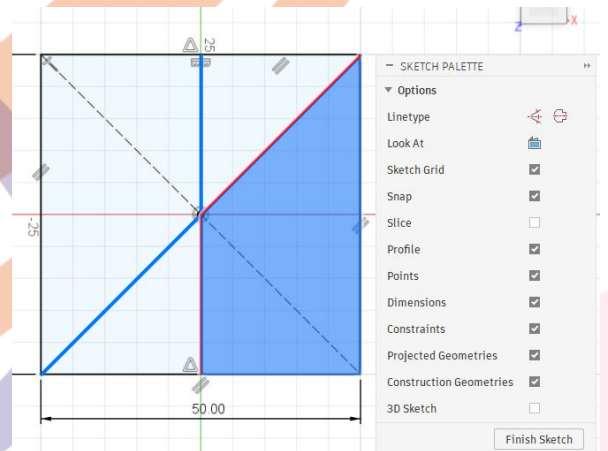 Z
X
25
SKETCH PALETTE
Options
Linetype
Look At
Sketch Grid
Snap
Slice
-25
Profile
Points
Dimensions
Constraints
Projected Geometries
Construction Geometries
50.00
3D Sketch
Finish Sketch